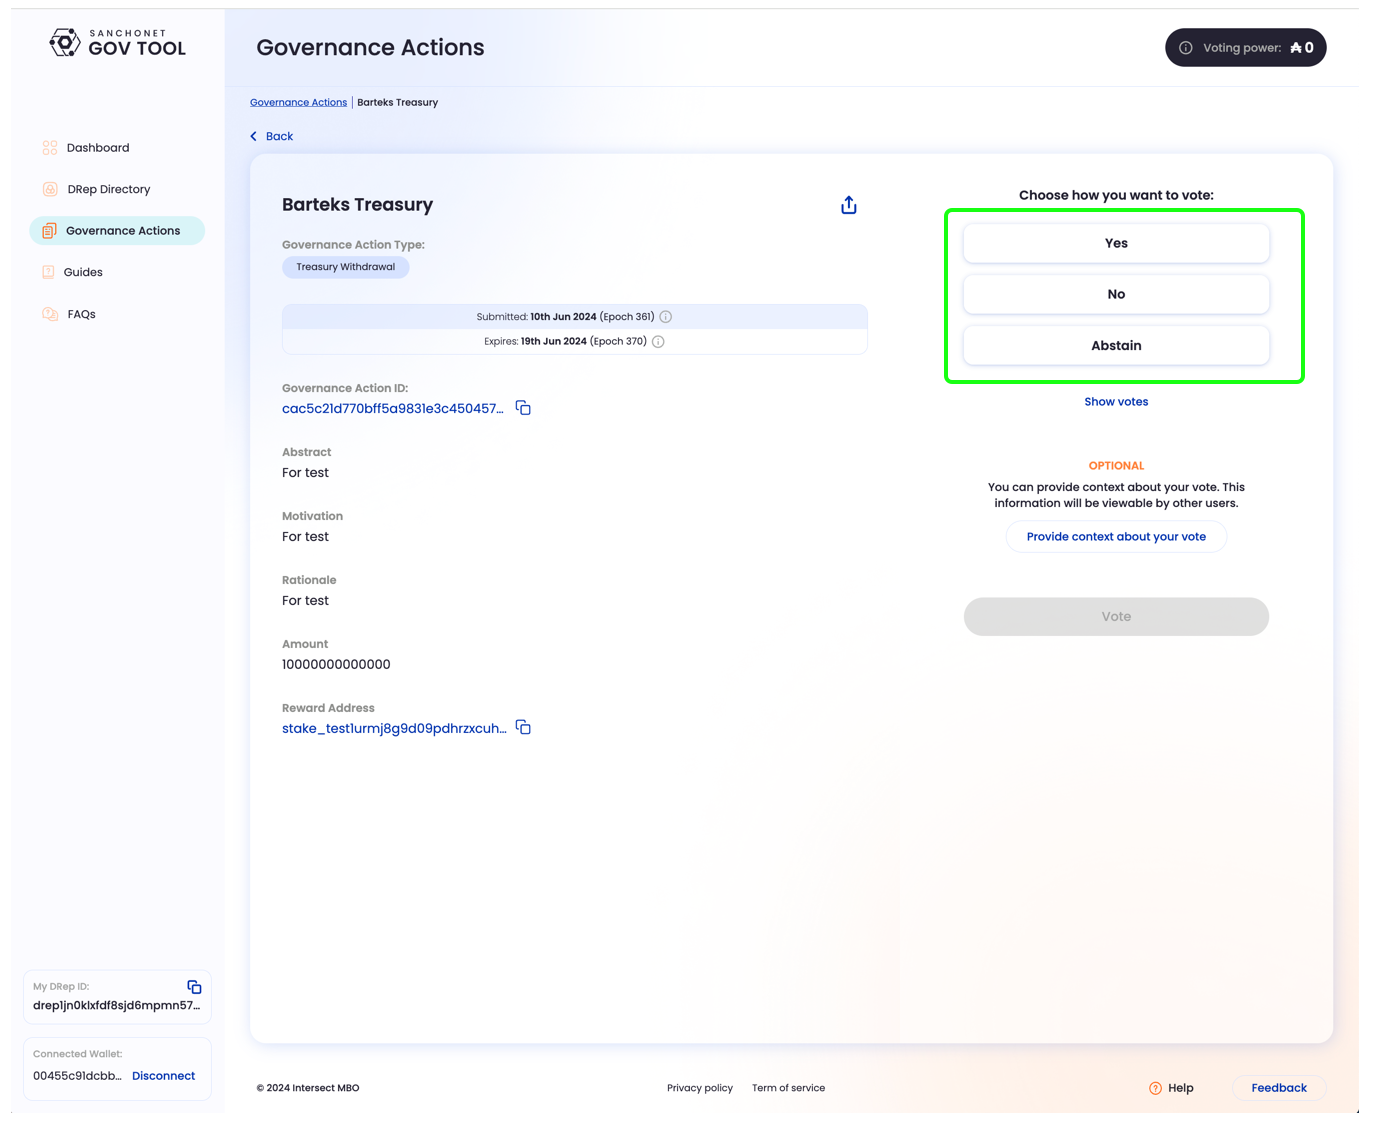 SANCHONET
GOV TOOL
Governance Actions
Voting power: ₳ 0
Governance Actions | Barteks Treasury
Back
Dashboard
DRep Directory
Governance Actions
Guides
FAQs
Barteks Treasury
Governance Action Type:
Treasury Withdrawal
Submitted: 10th Jun 2024 (Epoch 361)
Expires: 19th Jun 2024 (Epoch 370)
Governance Action ID:
cac5c21d770bff5a9831e3c450457...
Abstract
For test
Motivation
For test
Rationale
For test
Amount
10000000000000
Reward Address
stake_test1urmj8g9d09pdhrzxcuh...
Choose how you want to vote:
Yes
No
Abstain
Show votes
OPTIONAL
You can provide context about your vote. This
information will be viewable by other users.
Provide context about your vote
Vote
My DRep ID:
drep1jn0klxfdf8sjd6mpmn57...
Connected Wallet:
00455c91dcbb... Disconnect
© 2024 Intersect MBO
Privacy policy
Term of service
Help
Feedback